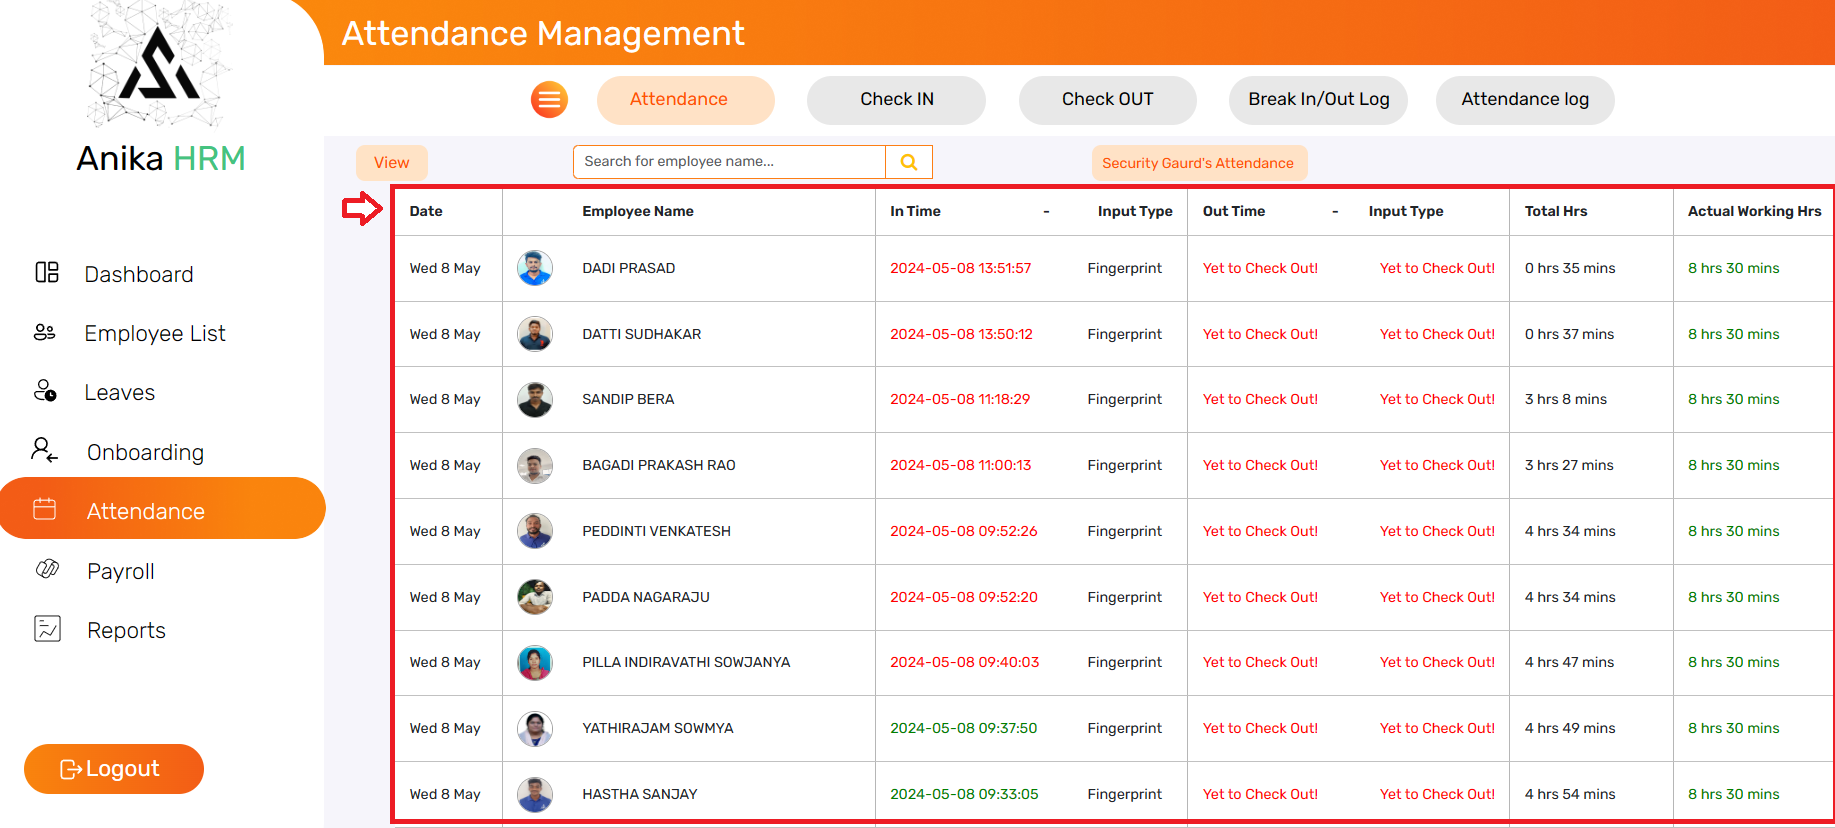 Attendance Management
Anika HRM
Attendance Check IN Check OUT Break In/Out Log Attendance log
View Search for employee name... Security Gaurd's Attendance
Date Employee Name In Time - Input Type Out Time - Input Type Total Hrs Actual Working Hrs
Wed 8 May DADI PRASAD 2024-05-08 13:51:57 Fingerprint Yet to Check Out! Yet to Check Out! 0 hrs 35 mins 8 hrs 30 mins
Wed 8 May DATTI SUDHAKAR 2024-05-08 13:50:12 Fingerprint Yet to Check Out! Yet to Check Out! 0 hrs 37 mins 8 hrs 30 mins
Wed 8 May SANDIP BERA 2024-05-08 11:18:29 Fingerprint Yet to Check Out! Yet to Check Out! 3 hrs 8 mins 8 hrs 30 mins
Wed 8 May BAGADI PRAKASH RAO 2024-05-08 11:00:13 Fingerprint Yet to Check Out! Yet to Check Out! 3 hrs 27 mins 8 hrs 30 mins
Wed 8 May PEDDINTI VENKATESH 2024-05-08 09:52:26 Fingerprint Yet to Check Out! Yet to Check Out! 4 hrs 34 mins 8 hrs 30 mins
Wed 8 May PADDA NAGARAJU 2024-05-08 09:52:20 Fingerprint Yet to Check Out! Yet to Check Out! 4 hrs 34 mins 8 hrs 30 mins
Wed 8 May PILLA INDIRAVATHI SOWJANYA 2024-05-08 09:40:03 Fingerprint Yet to Check Out! Yet to Check Out! 4 hrs 47 mins 8 hrs 30 mins
Wed 8 May YATHIRAJAM SOWMYA 2024-05-08 09:37:50 Fingerprint Yet to Check Out! Yet to Check Out! 4 hrs 49 mins 8 hrs 30 mins
Wed 8 May HASTHA SANJAY 2024-05-08 09:33:05 Fingerprint Yet to Check Out! Yet to Check Out! 4 hrs 54 mins 8 hrs 30 mins
Dashboard
Employee List
Leaves
Onboarding
Attendance
Payroll
Reports
Logout